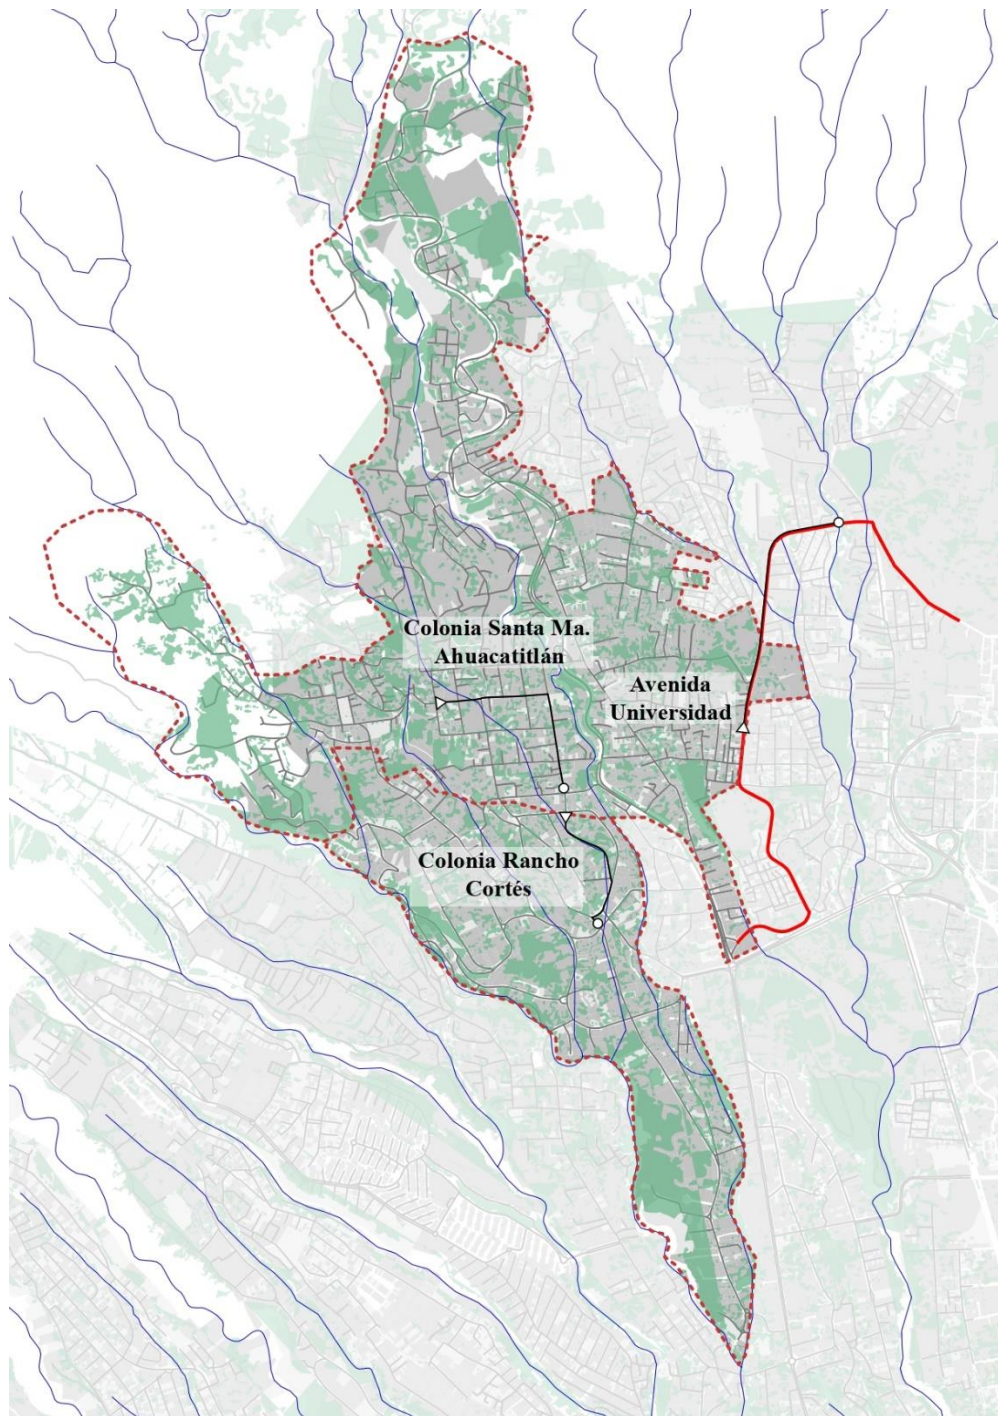 Colonia Santa Ma.
Ahuacatitlán
Avenida
Universidad
Colonia Rancho
Cortés